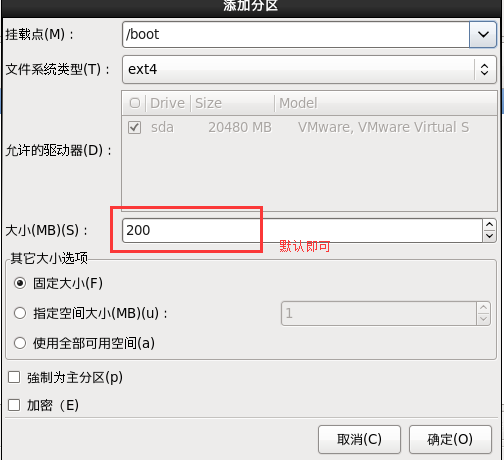 添加分区
挂载点(M)：
/boot
文件系统类型(T)：
ext4
允许的驱动器(D)：
Drive Size Model
sda 20480 MB VMware, VMware Virtual S
大小(MB)(S)：
200
默认即可
其它大小选项
固定大小(F)
指定空间大小(MB)(u)：
1
使用全部可用空间(a)
強制为主分区(p)
加密（E)
取消(C)
确定(O)